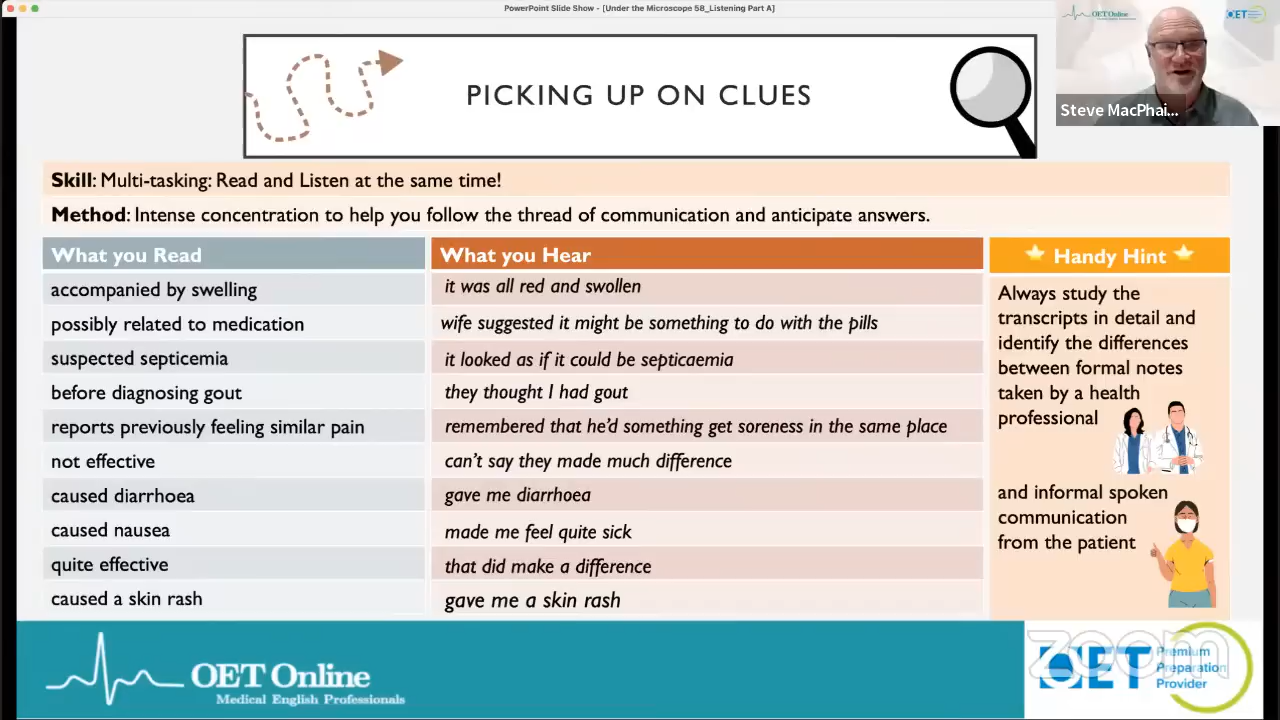 PowerPoint Slide Show - [Under the Microscope 58_Listening Part A]
OET Online
OET
Steve MacPhai...
PICKING UP ON CLUES
Skill: Multi-tasking: Read and Listen at the same time!
Method: Intense concentration to help you follow the thread of communication and anticipate answers.
What you Read
What you Hear
accompanied by swelling
it was all red and swollen
possibly related to medication
wife suggested it might be something to do with the pills
suspected septicemia
it looked as if it could be septicaemia
before diagnosing gout
they thought I had gout
reports previously feeling similar pain
remembered that he'd something get soreness in the same place
not effective
can't say they made much difference
caused diarrhoea
gave me diarrhoea
caused nausea
made me feel quite sick
quite effective
that did make a difference
caused a skin rash
gave me a skin rash
Handy Hint
Always study the
transcripts in detail and
identify the differences
between formal notes
taken by a health
professional
and informal spoken
communication
from the patient
OET Online
Medical English Professionals
zoom
OET
Premium
Preparation
Provider